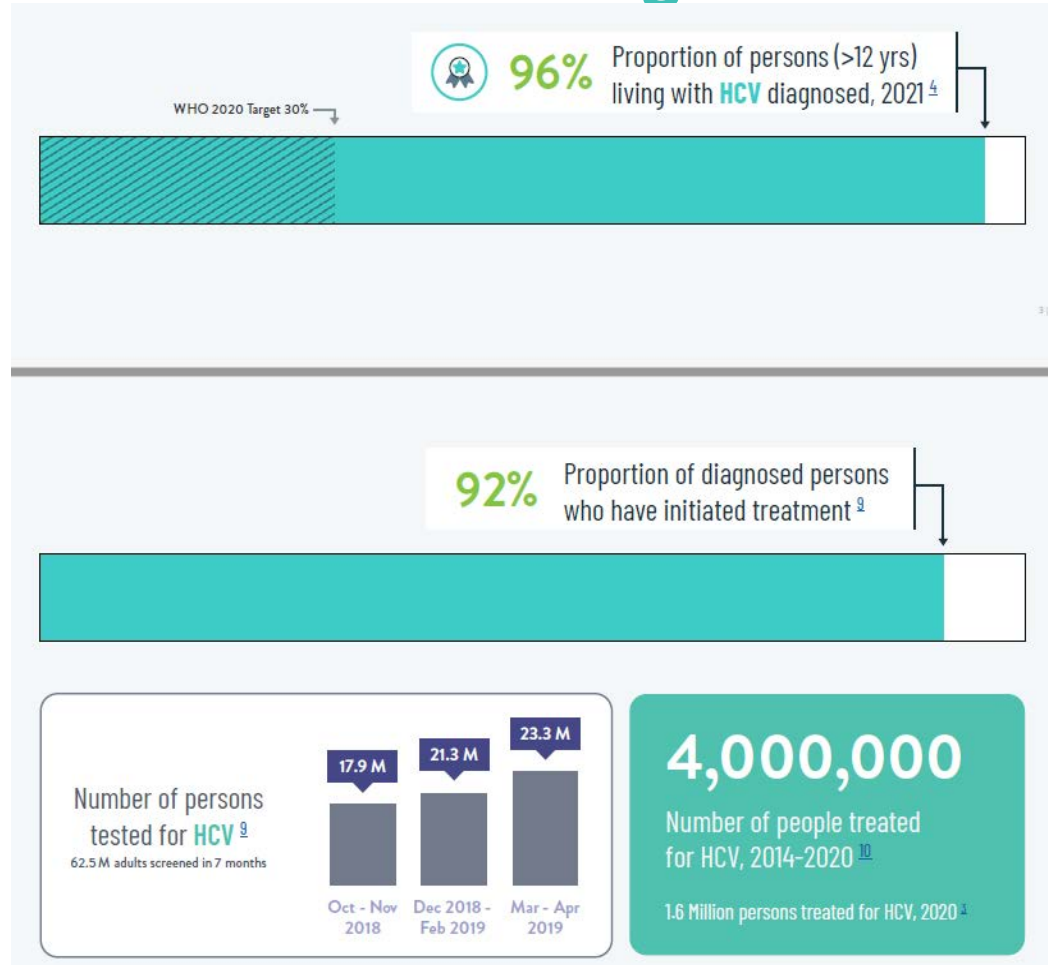 96%
Proportion of persons (>12 yrs)
living with HCV diagnosed, 2021 4
WHO 2020 Target 30%
92%
Proportion of diagnosed persons
who have initiated treatment 9
Number of persons
tested for HCV 9
62.5 M adults screened in 7 months
17.9 M
21.3 M
23.3 M
Oct - Nov
2018
Dec 2018 -
Feb 2019
Mar - Apr
2019
4,000,000
Number of people treated
for HCV, 2014-2020 10
1.6 Million persons treated for HCV, 2020